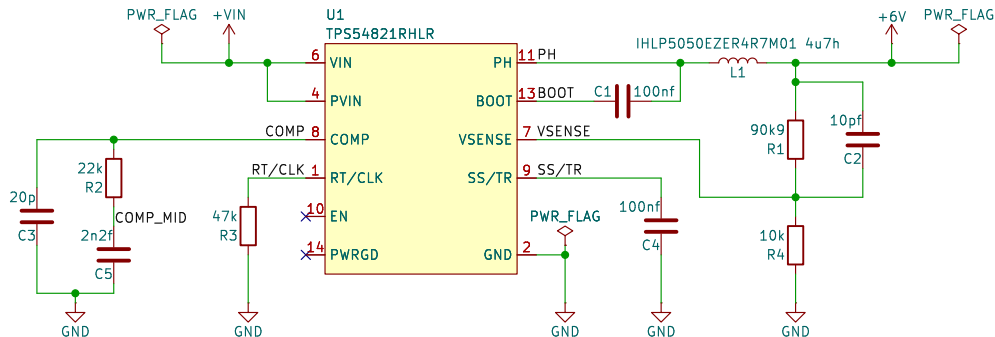 PWR_FLAG
+VIN
U1
TPS54821RHLR
+6V
PWR_FLAG
IHLP5050EZER4R7M01 4u7h
L1
6
VIN
PH
11
PH
4
PVIN
BOOT
13
BOOT
C1
100nf
COMP
8
COMP
VSENSE
7
VSENSE
90k9
R1
10pf
C2
22k
R2
RT/CLK
1
RT/CLK
SS/TR
9
SS/TR
20p
C3
COMP_MID
2n2f
C5
47k
R3
10
EN
PWR_FLAG
100nf
C4
10k
R4
14
PWRGD
GND
2
GND
GND
GND
GND
GND